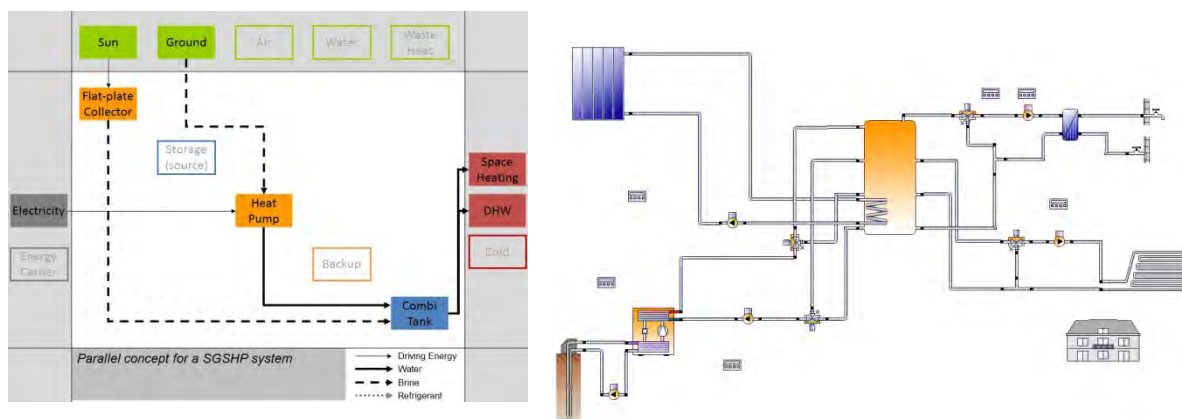 Sun
Ground
Air
Water
Waste
Heat
Flat-plate
Collector
Storage
(source)
Space
Heating
Electricity
Heat
Pump
DHW
Energy
Carrier
Backup
Cold
Combi
Tank
Parallel concept for a SGSHP system
Driving Energy
Water
Brine
Refrigerant